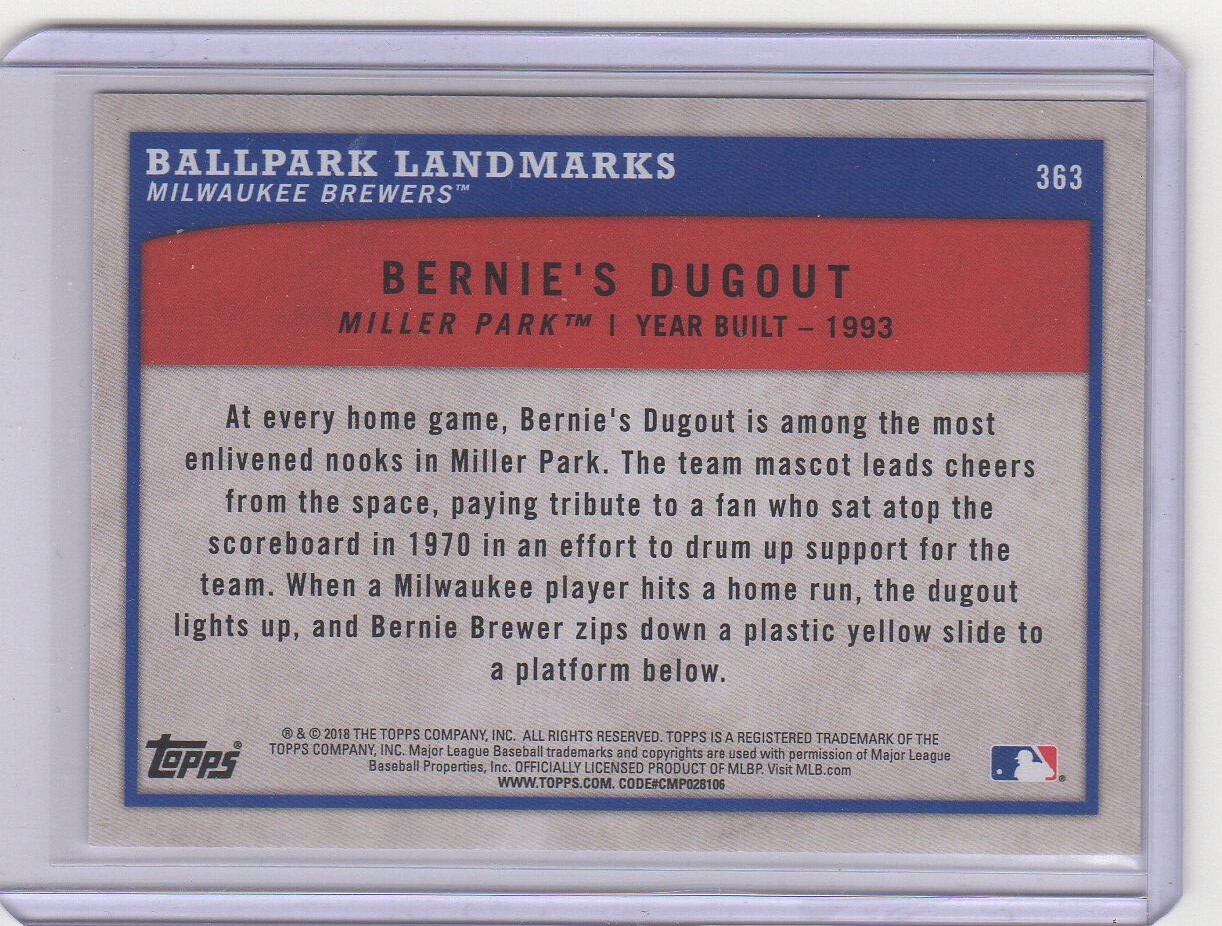 BALLPARK LANDMARKS
MILWAUKEE BREWERS™
363
BERNIE'S DUGOUT
MILLER PARK™ | YEAR BUILT – 1993
At every home game, Bernie's Dugout is among the most
enlivened nooks in Miller Park. The team mascot leads cheers
from the space, paying tribute to a fan who sat atop the
scoreboard in 1970 in an effort to drum up support for the
team. When a Milwaukee player hits a home run, the dugout
lights up, and Bernie Brewer zips down a plastic yellow slide to
a platform below.
topps®
® & © 2018 THE TOPPS COMPANY, INC. ALL RIGHTS RESERVED. TOPPS IS A REGISTERED TRADEMARK OF THE
TOPPS COMPANY, INC. Major League Baseball trademarks and copyrights are used with permission of Major League
Baseball Properties, Inc. OFFICIALLY LICENSED PRODUCT OF MLBP. Visit MLB.com
WWW.TOPPS.COM. CODE#CMP028106
®